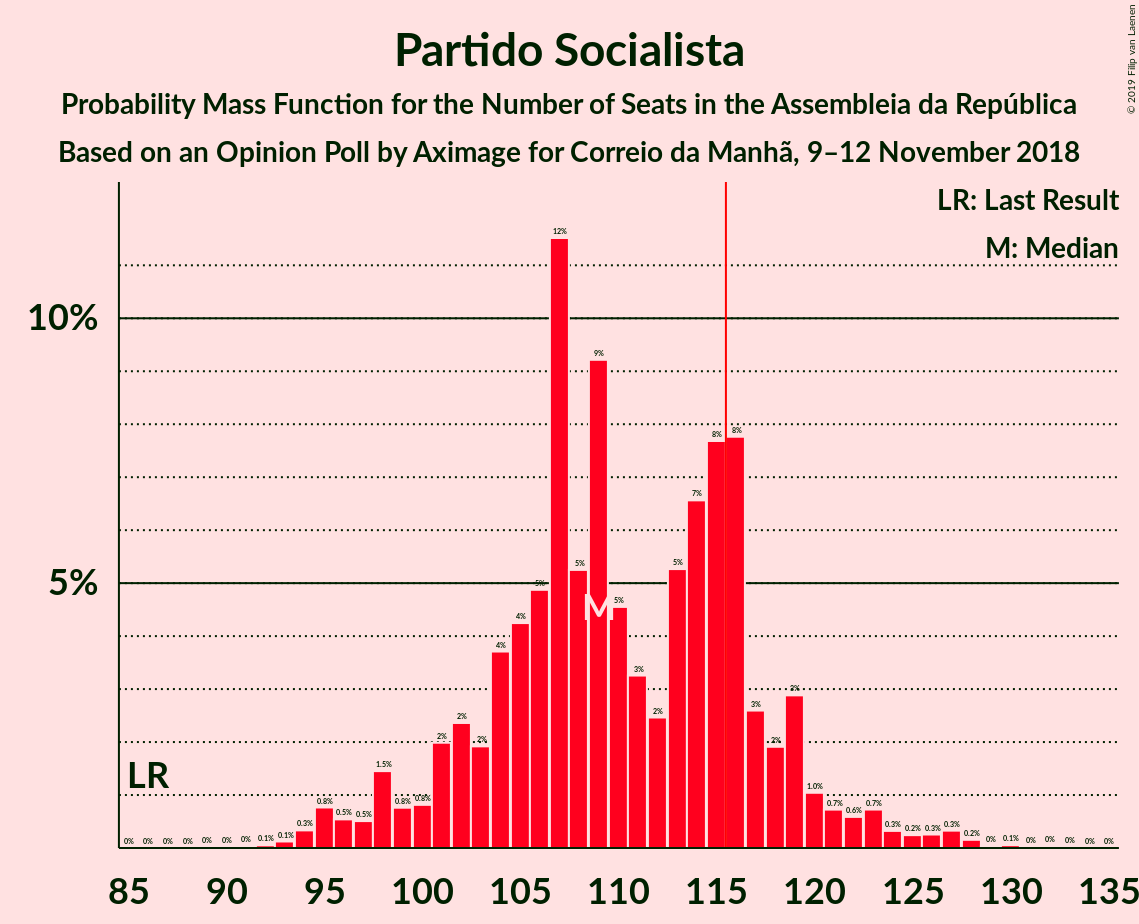 Partido Socialista
Probability Mass Function for the Number of Seats in the Assembleia da República
Based on an Opinion Poll by Aximage for Correio da Manhã, 9–12 November 2018
© 2019 Filip van Laenen
LR: Last Result
M: Median
10%
5%
LR
M
0% 0% 0% 0% 0% 0% 0% 0.1% 0.1% 0.3% 0.8% 0.5% 0.5% 1.5% 0.8% 0.8% 2% 2% 2% 4% 4% 5% 12% 5% 9% 5% 3% 2% 5% 7% 8% 8% 3% 2% 3% 1.0% 0.7% 0.6% 0.7% 0.3% 0.2% 0.3% 0.3% 0.2% 0% 0.1% 0% 0% 0% 0% 0%
85 90 95 100 105 110 115 120 125 130 135